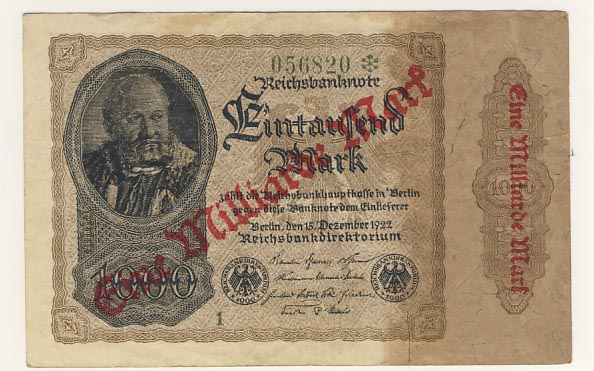 056820 ✻
Reichsbanknote
Eintausend
Mark
zahlt die Reichsbankhauptkasse in Berlin
gegen diese Banknote dem Einlieferer
Berlin, den 15. Dezember 1922
Reichsbankdirektorium
Eine Milliarde Mark
1000
1
Eine Milliarde Mark
1000